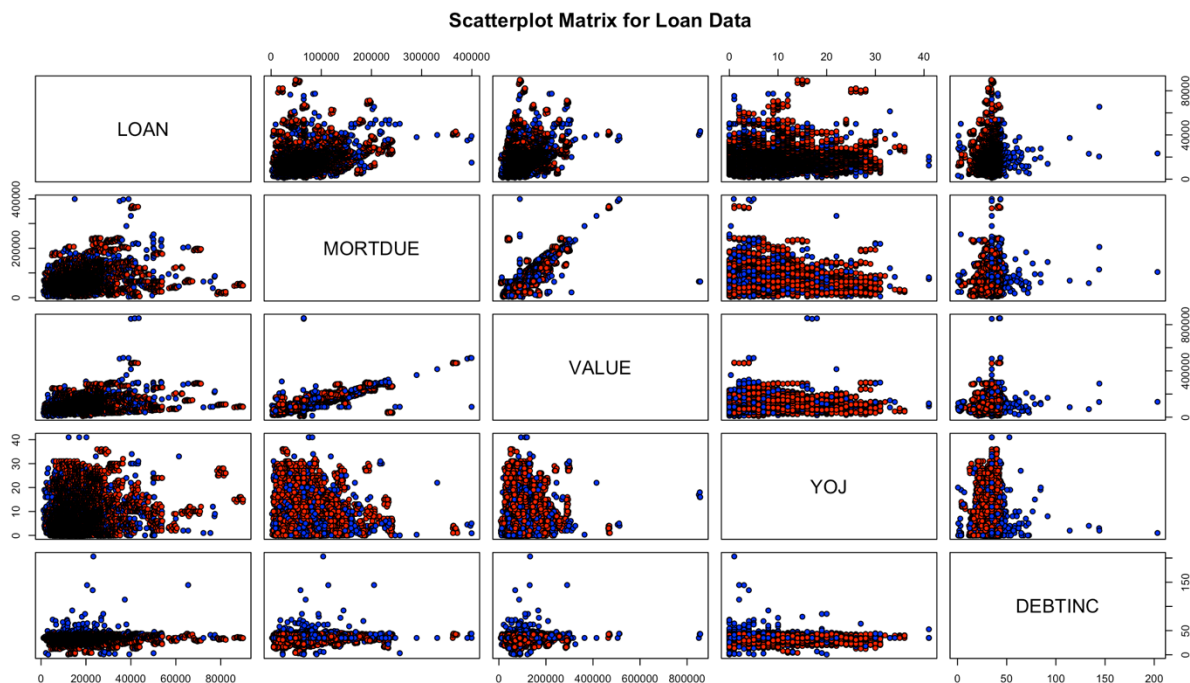 Scatterplot Matrix for Loan Data
0 100000 200000 300000 400000
0 10 20 30 40
LOAN
0 40000 80000
0 200000 400000
MORTDUE
VALUE
0 400000 800000
0 10 20 30 40
YOJ
DEBTINC
0 50 150
0 20000 40000 60000 80000
0 200000 400000 600000 800000
0 50 100 150 200